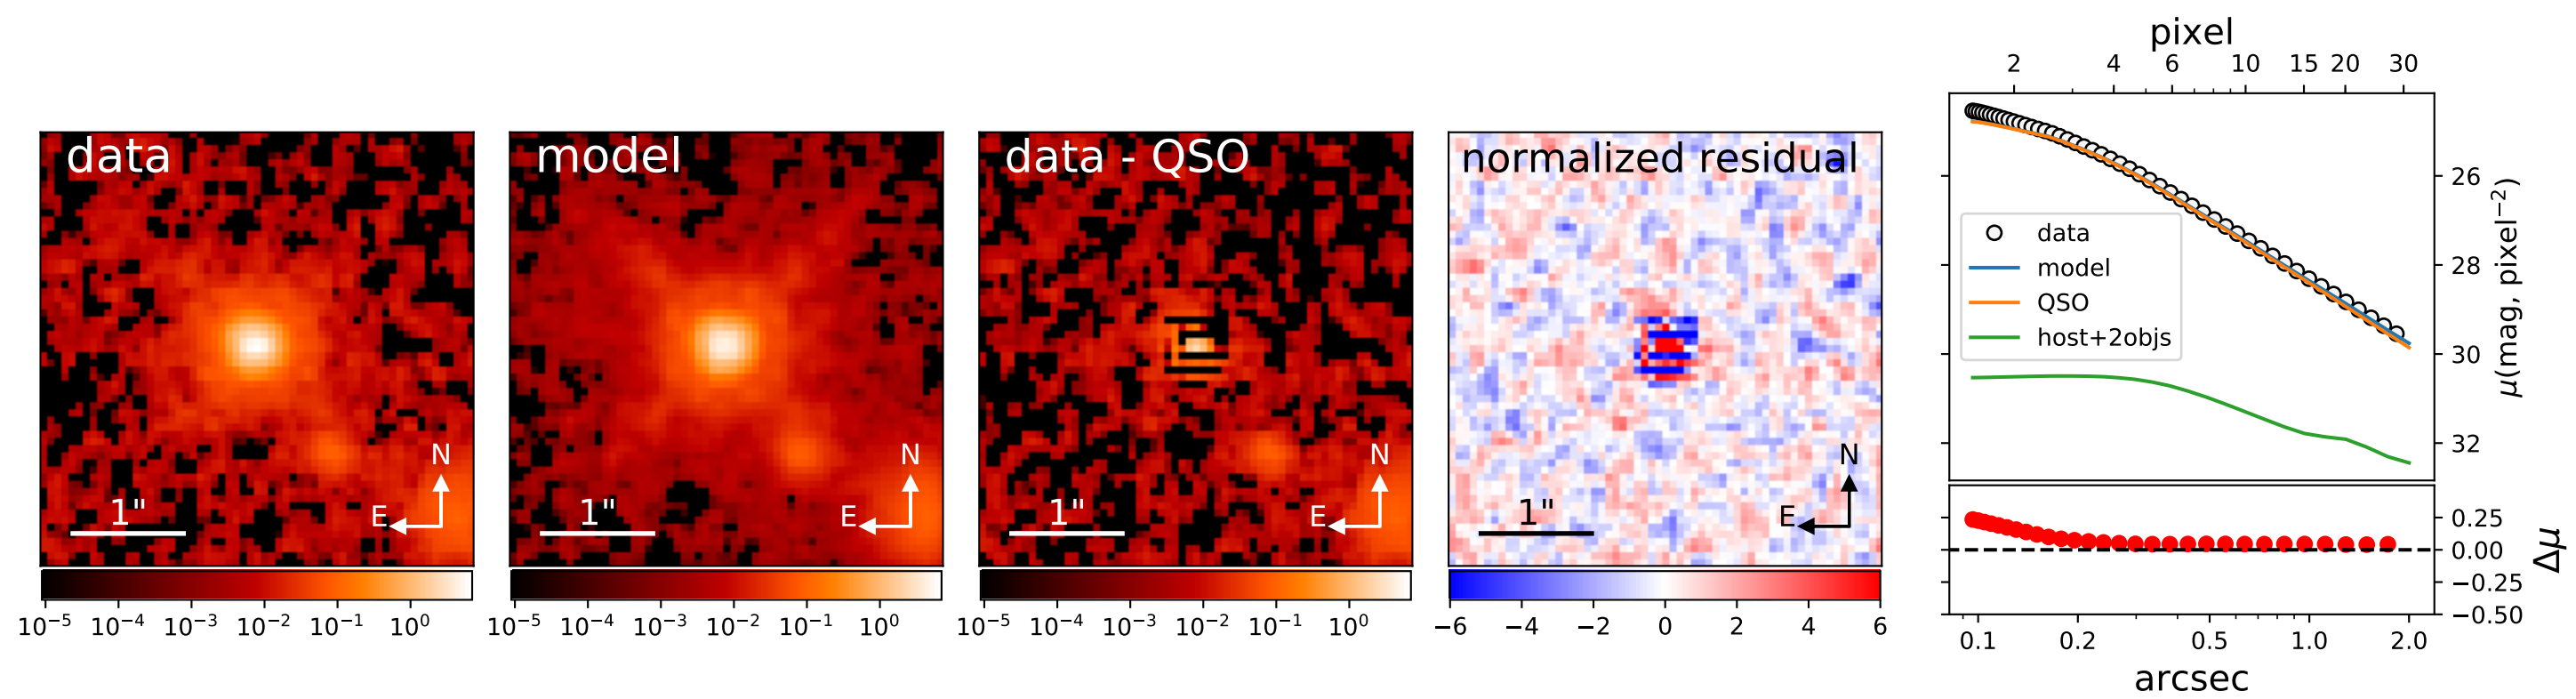 data
N
E
1"
10⁻⁵ 10⁻⁴ 10⁻³ 10⁻² 10⁻¹ 10⁰
model
N
E
1"
10⁻⁵ 10⁻⁴ 10⁻³ 10⁻² 10⁻¹ 10⁰
data - QSO
N
E
1"
10⁻⁵ 10⁻⁴ 10⁻³ 10⁻² 10⁻¹ 10⁰
normalized residual
N
E
1"
−6 −4 −2 0 2 4 6
pixel
2 4 6 10 15 20 30
data
model
QSO
host+2objs
26
28
30
32
μ(mag, pixel⁻²)
0.25
0.00
−0.25
−0.50
Δμ
0.1 0.2 0.5 1.0 2.0
arcsec